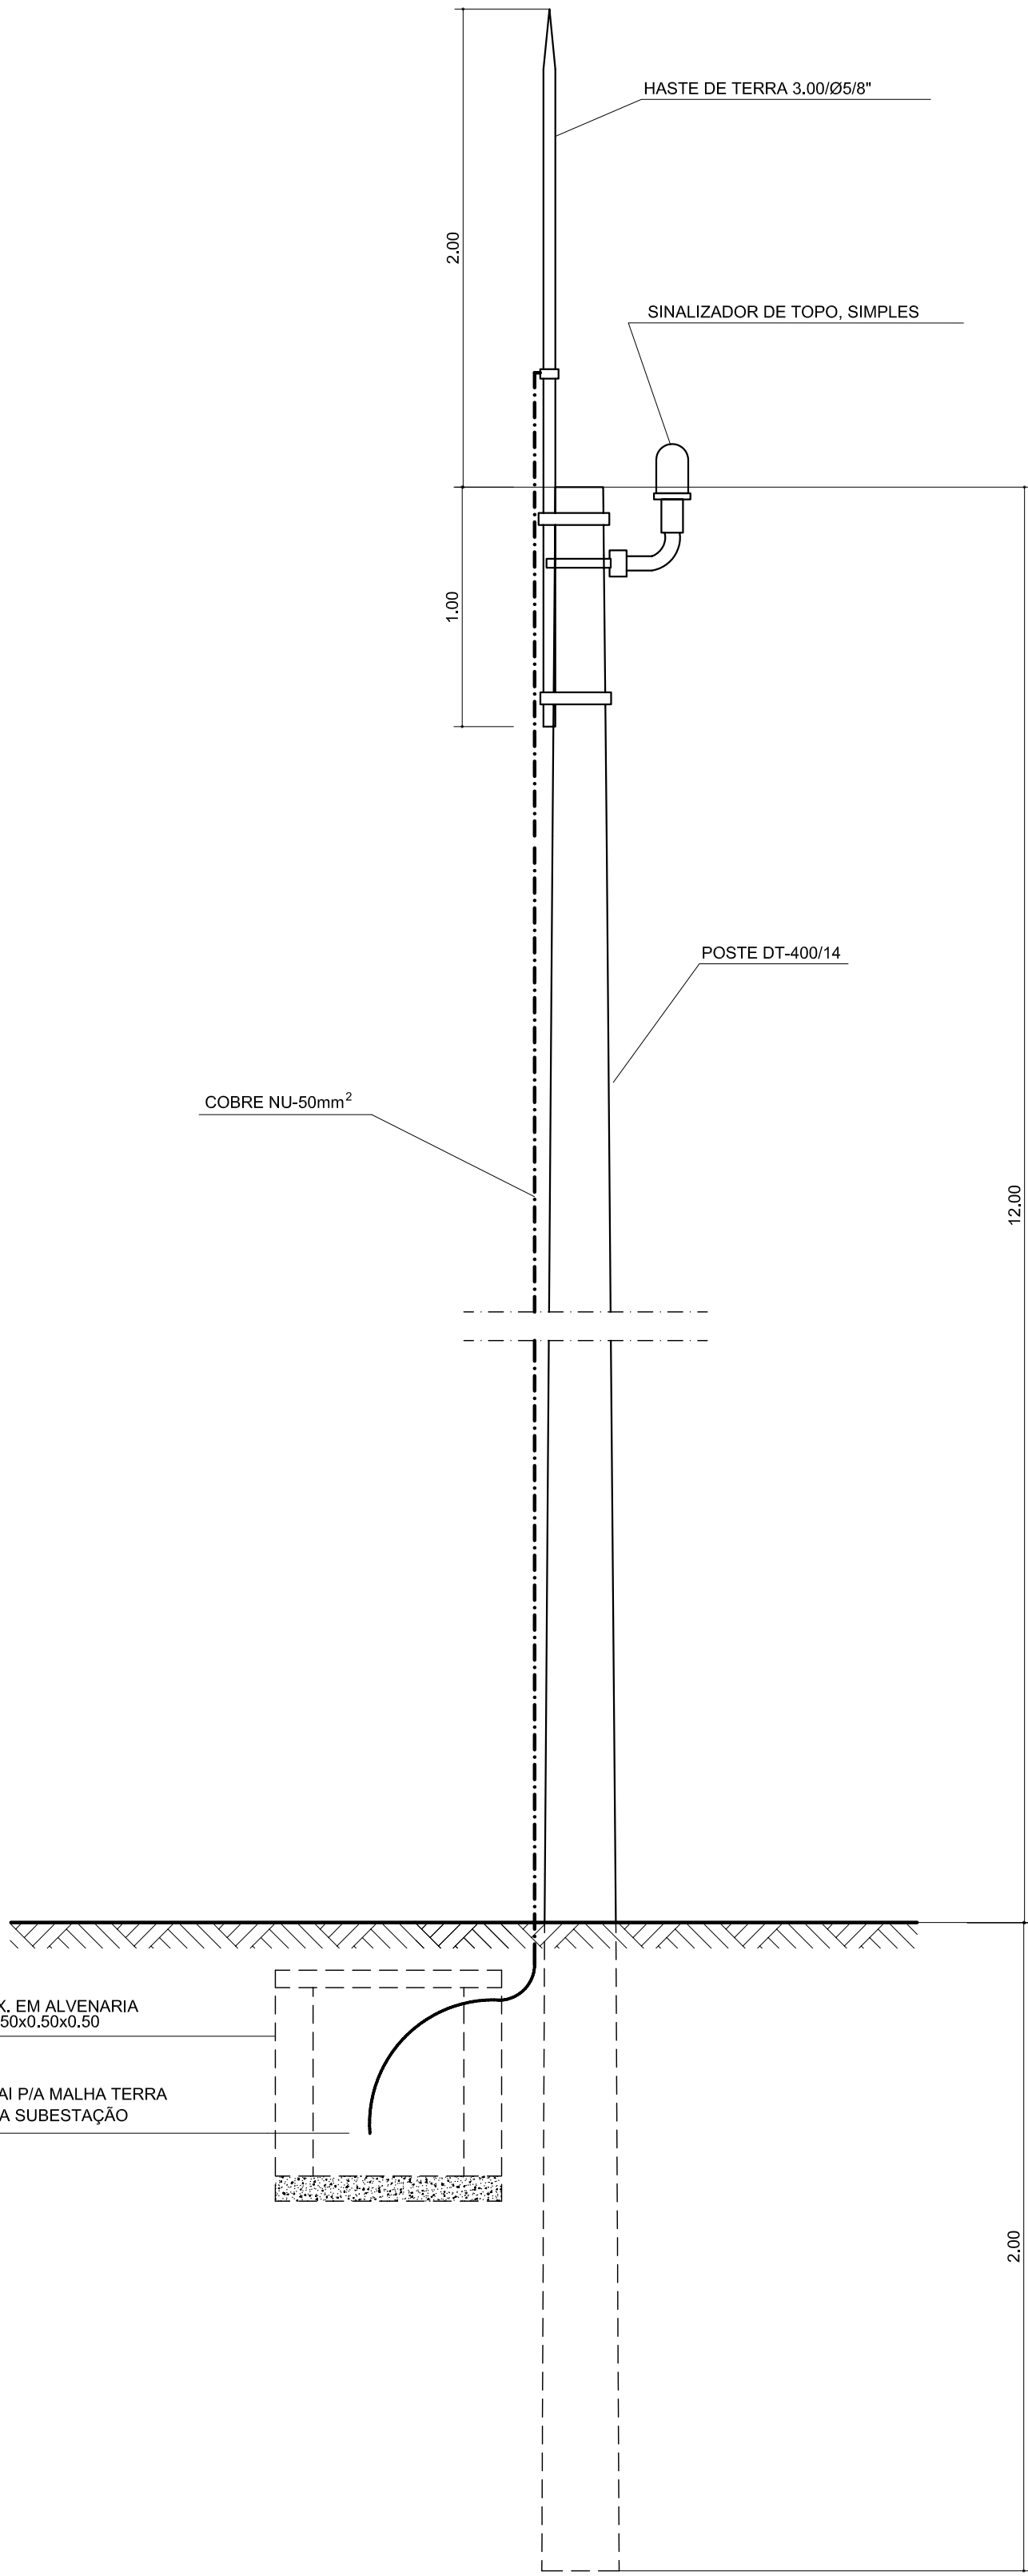 HASTE DE TERRA 3.00/Ø5/8"
2.00
SINALIZADOR DE TOPO, SIMPLES
1.00
POSTE DT-400/14
COBRE NU-50mm²
12.00
X. EM ALVENARIA
50x0.50x0.50
AI P/A MALHA TERRA
A SUBESTAÇÃO
2.00